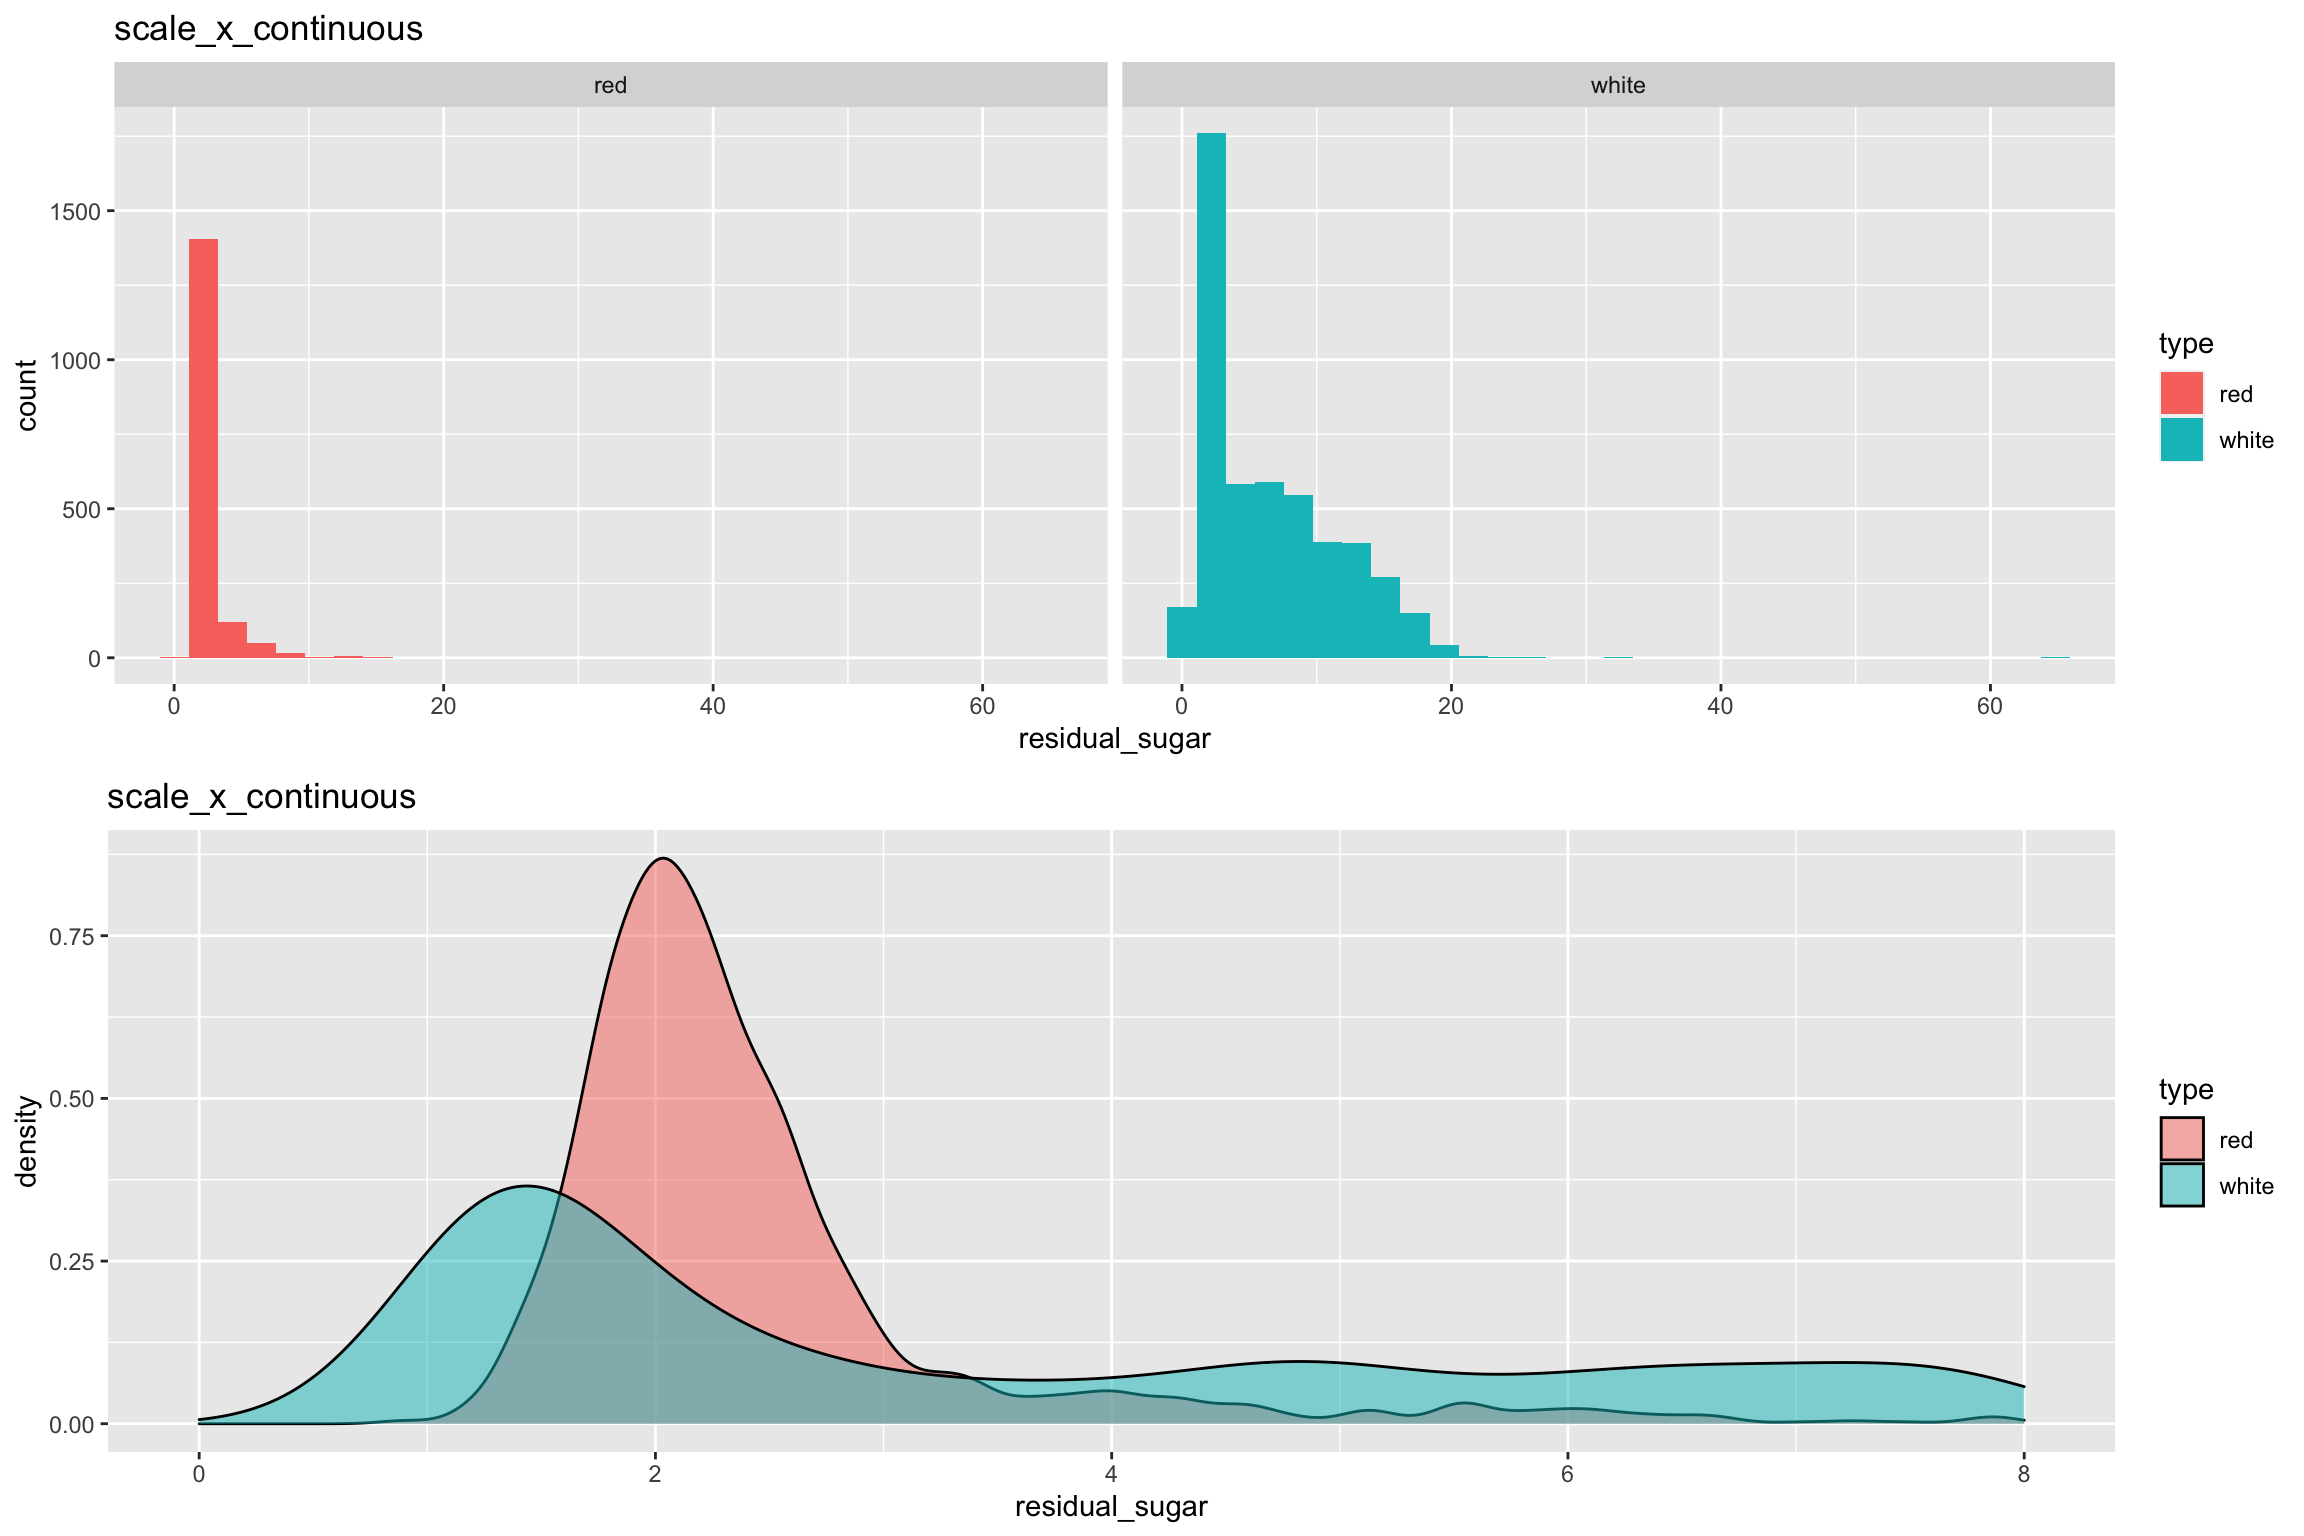 scale_x_continuous
red white
1500
1000
500
0
count
0 20 40 60 0 20 40 60
residual_sugar
type
red
white
scale_x_continuous
0.75
0.50
0.25
0.00
density
0 2 4 6 8
residual_sugar
type
red
white